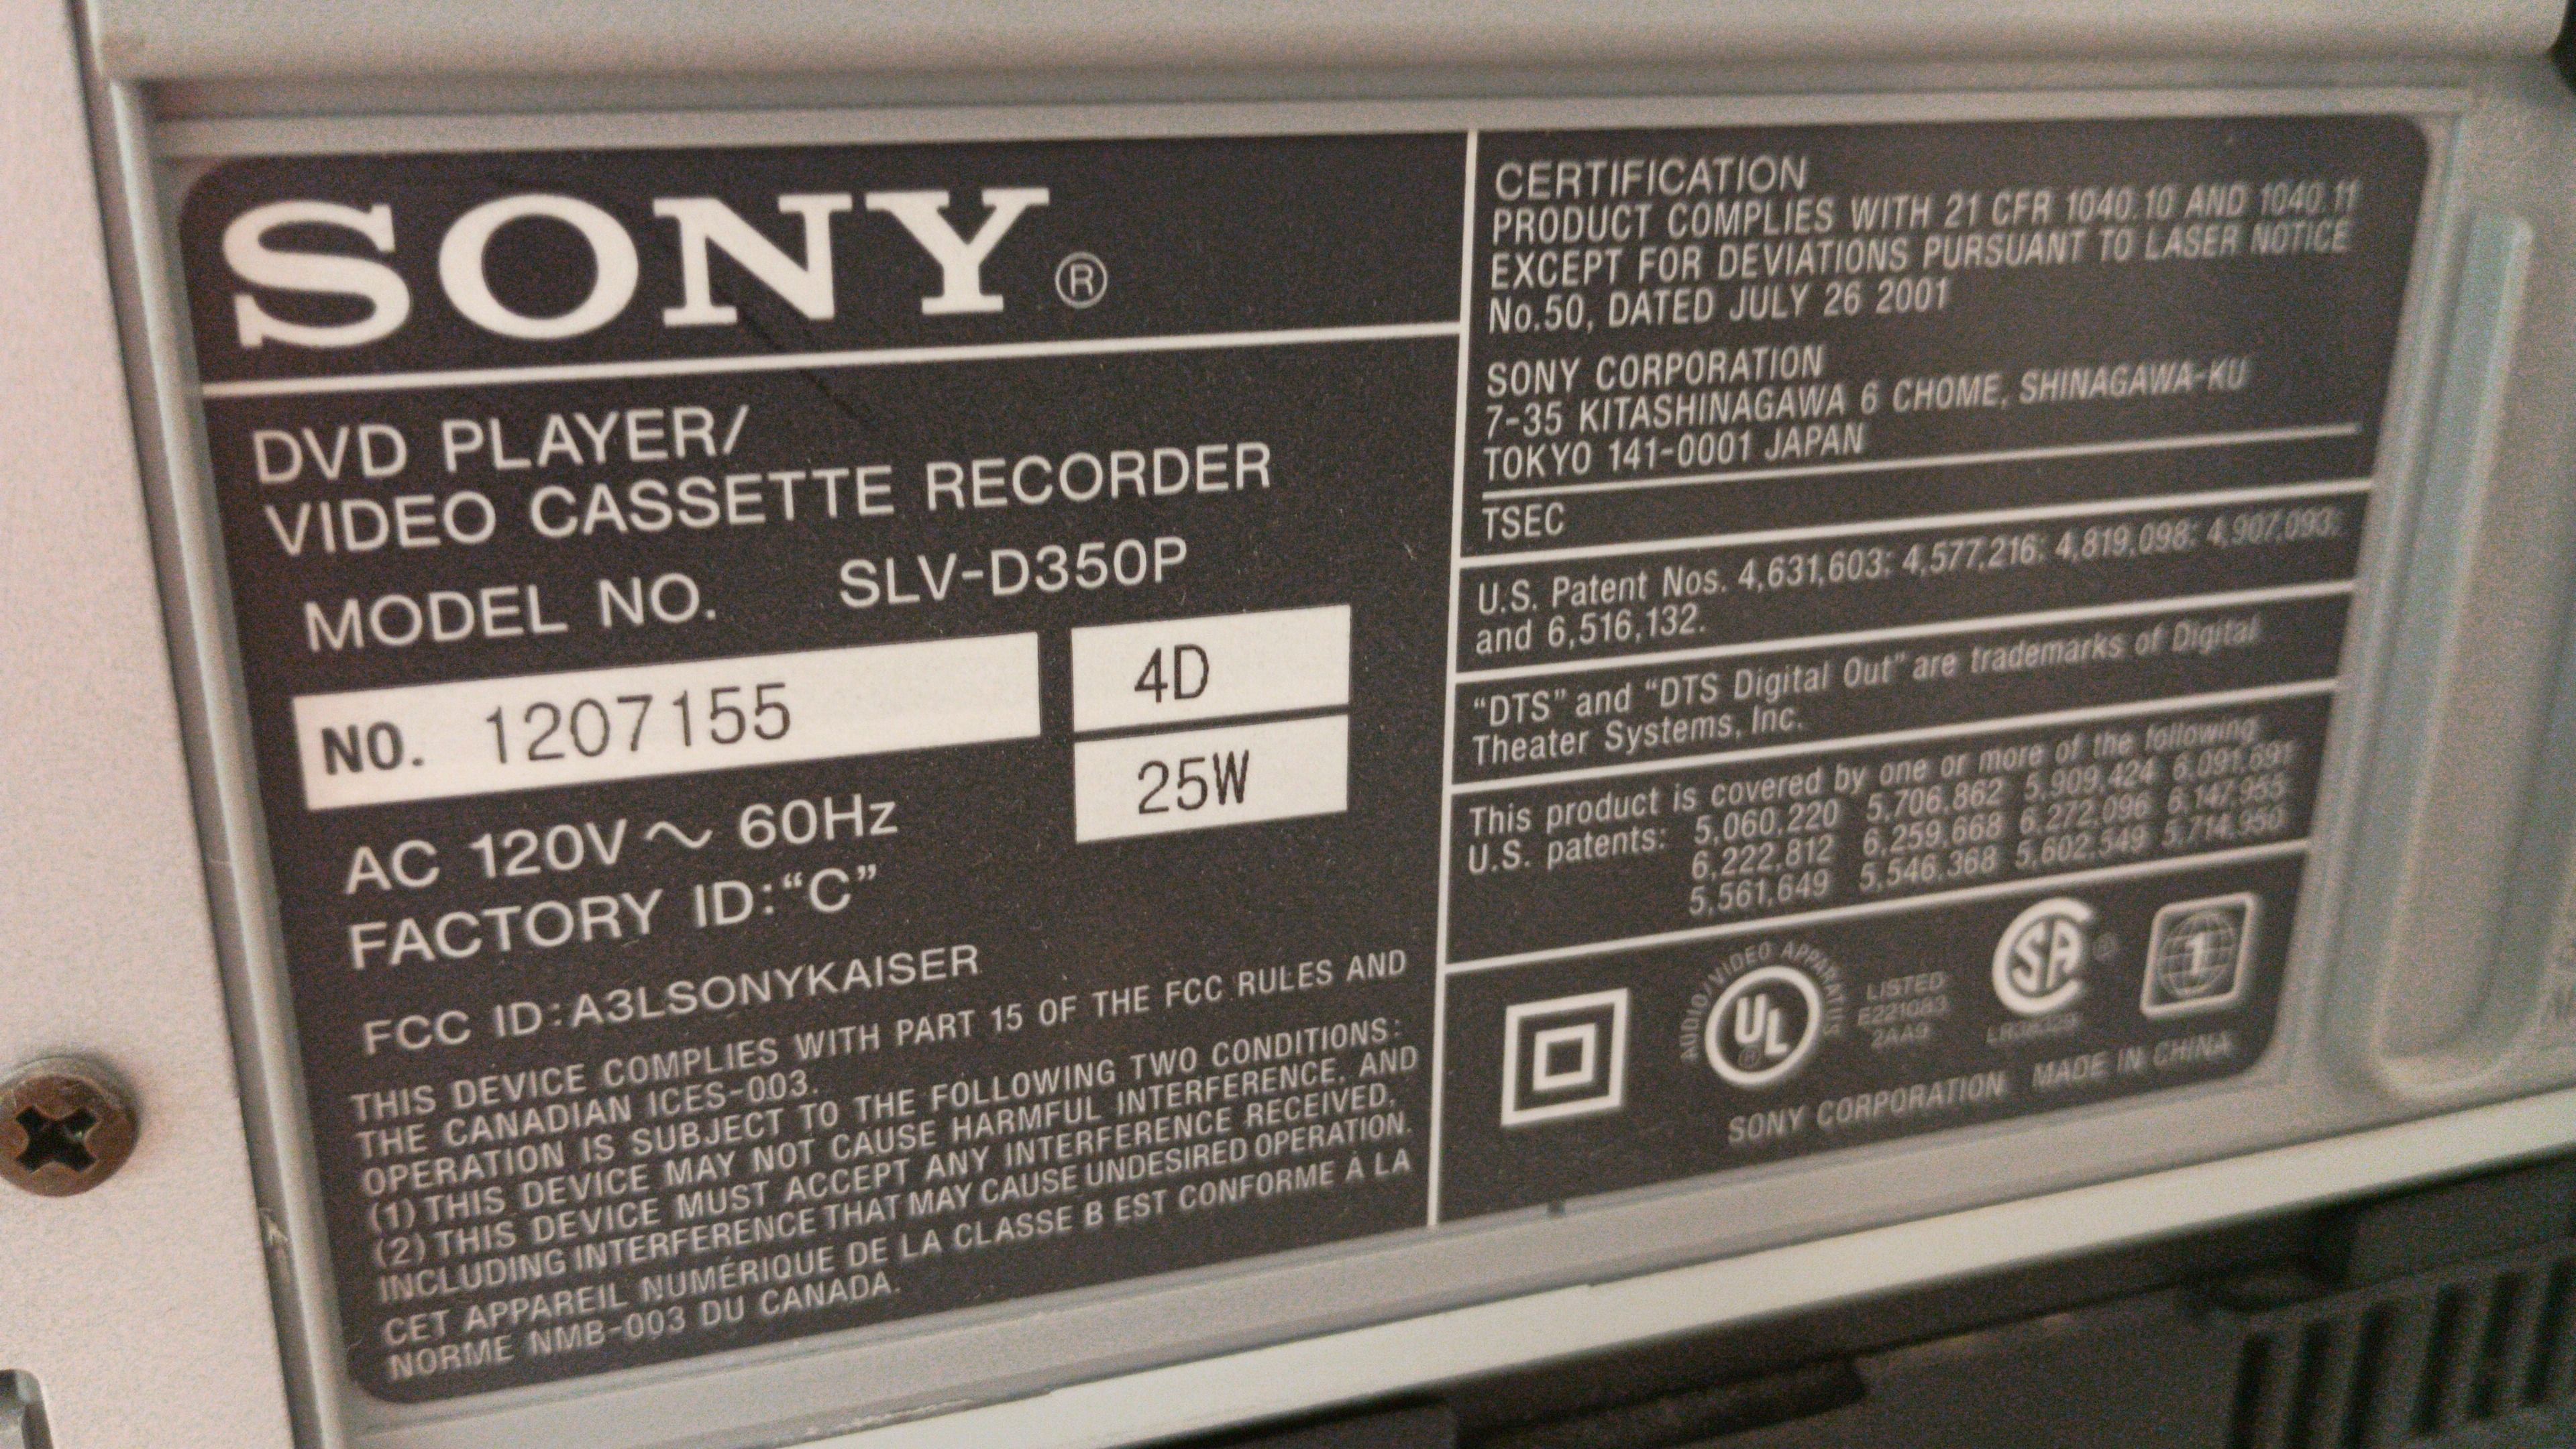 SONY®
DVD PLAYER/
VIDEO CASSETTE RECORDER
MODEL NO. SLV-D350P
NO. 1207155
4D
25W
AC 120V ~ 60Hz
FACTORY ID:“C”
FCC ID:A3LSONYKAISER
THIS DEVICE COMPLIES WITH PART 15 OF THE FCC RULES AND
THE CANADIAN ICES-003.
OPERATION IS SUBJECT TO THE FOLLOWING TWO CONDITIONS:
(1) THIS DEVICE MAY NOT CAUSE HARMFUL INTERFERENCE, AND
(2) THIS DEVICE MUST ACCEPT ANY INTERFERENCE RECEIVED,
INCLUDING INTERFERENCE THAT MAY CAUSE UNDESIRED OPERATION.
CET APPAREIL NUMÉRIQUE DE LA CLASSE B EST CONFORME À LA
NORME NMB-003 DU CANADA.
CERTIFICATION
PRODUCT COMPLIES WITH 21 CFR 1040.10 AND 1040.11
EXCEPT FOR DEVIATIONS PURSUANT TO LASER NOTICE
No.50, DATED JULY 26 2001
SONY CORPORATION
7-35 KITASHINAGAWA 6 CHOME, SHINAGAWA-KU
TOKYO 141-0001 JAPAN
TSEC
U.S. Patent Nos. 4,631,603; 4,577,216; 4,819,098; 4,907,093;
and 6,516,132.
“DTS” and “DTS Digital Out” are trademarks of Digital
Theater Systems, Inc.
This product is covered by one or more of the following
U.S. patents: 5,060,220 5,706,862 5,909,424 6,091,691
6,222,812 6,259,668 6,272,096 6,147,955
5,561,649 5,546,368 5,602,549 5,714,950
AUDIO/VIDEO APPARATUS
UL®
LISTED
E221083
2AA9
SA
1
SONY CORPORATION MADE IN CHINA